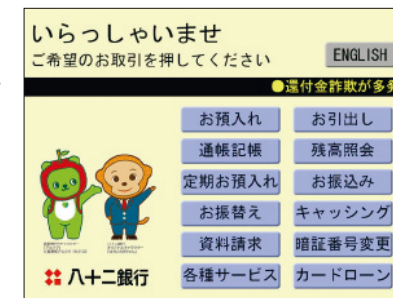 いらっしゃいませ
ご希望のお取引を押してください
ENGLISH
●還付金詐欺が多発
お預入れ
お引出し
通帳記帳
残高照会
定期お預入れ
お振込み
お振替え
キャッシング
資料請求
暗証番号変更
各種サービス
カードローン
八十二銀行